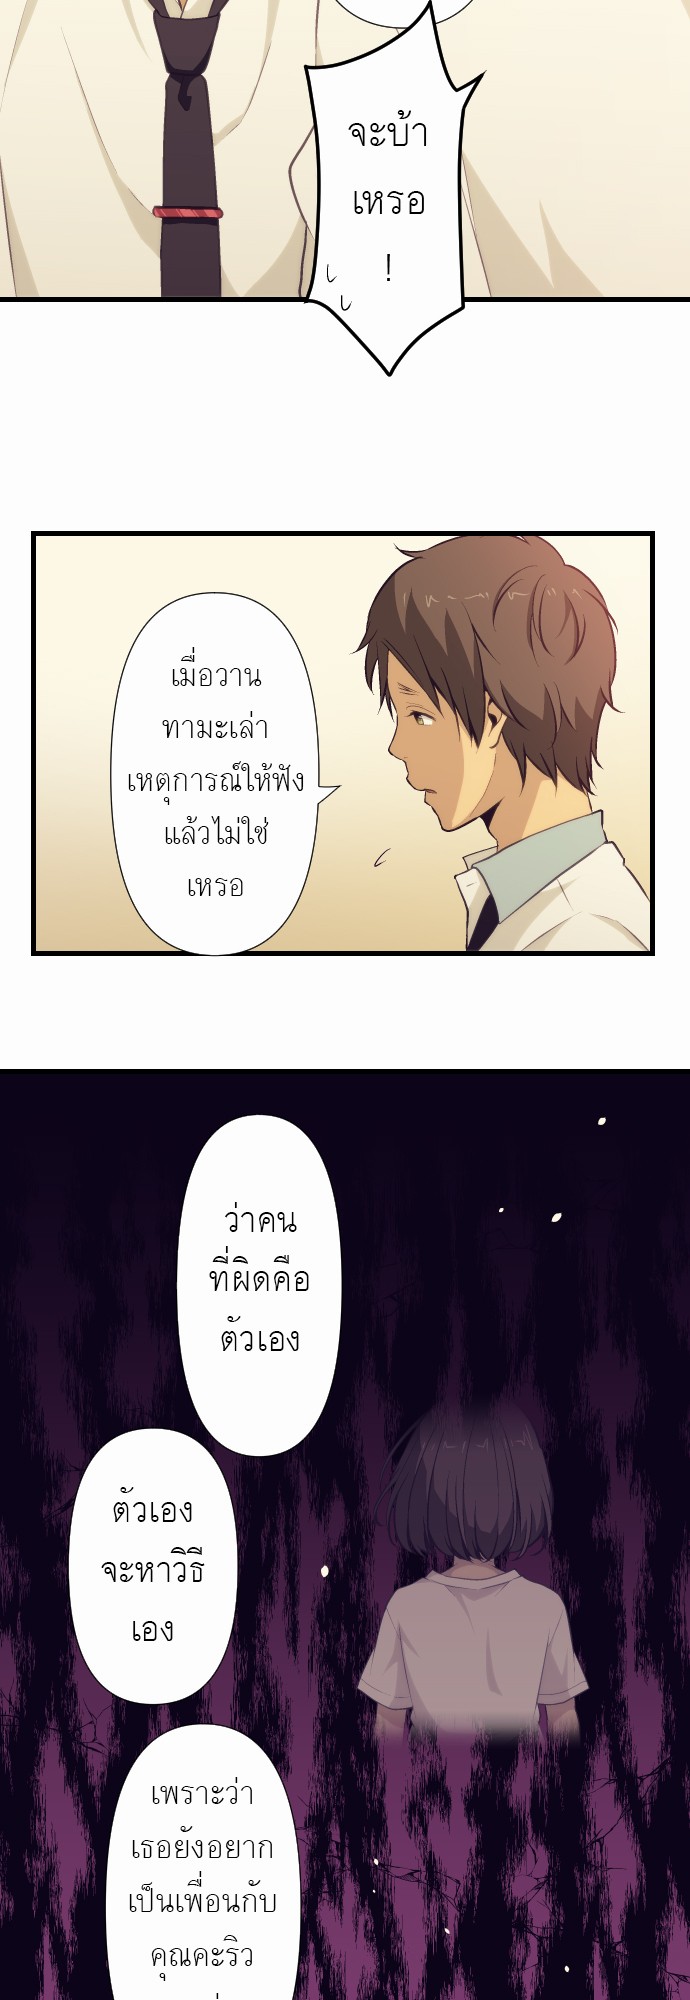 จะบ้า
เหรอ
!
เมื่อวาน
ทามะเล่า
เหตุการณ์ให้ฟัง
แล้วไม่ใช่
เหรอ
ว่าคน
ที่ผิดคือ
ตัวเอง
ตัวเอง
จะหาวิธี
เอง
เพราะว่า
เธอยังอยาก
เป็นเพื่อนกับ
คุณคะริว